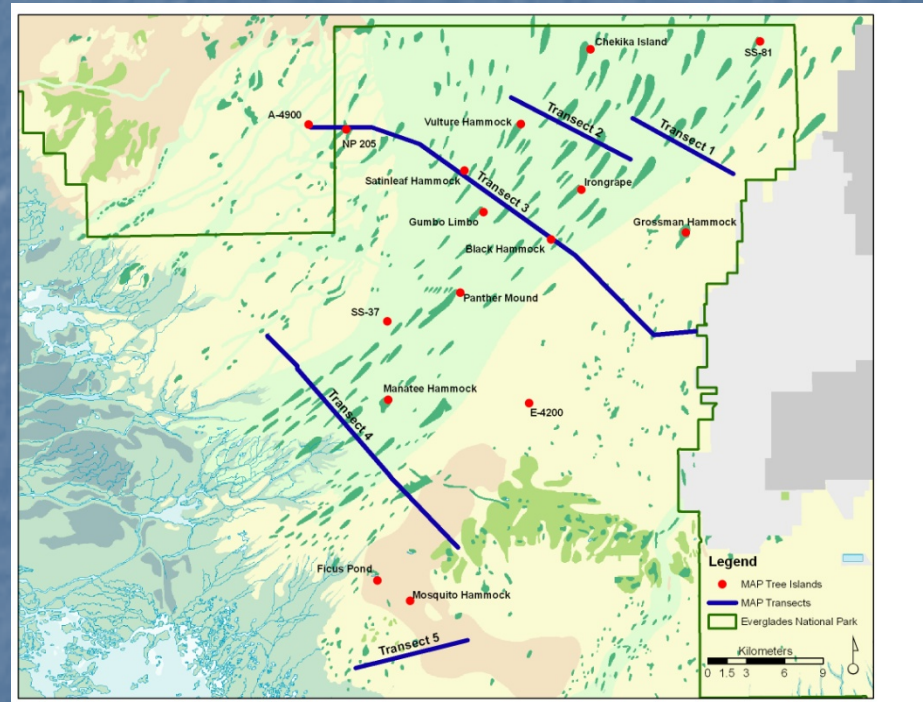 Chekika Island
SS-81
A-4900
NP 205
Vulture Hammock
Transect 2
Transect 1
Satinleaf Hammock
Transect 3
Irongrape
Gumbo Limbo
Grossman Hammock
Black Hammock
Panther Mound
SS-37
Manatee Hammock
E-4200
Transect 4
Ficus Pond
Mosquito Hammock
Transect 5
Legend
MAP Tree Islands
MAP Transects
Everglades National Park
Kilometers
0 1.5 3 6 9